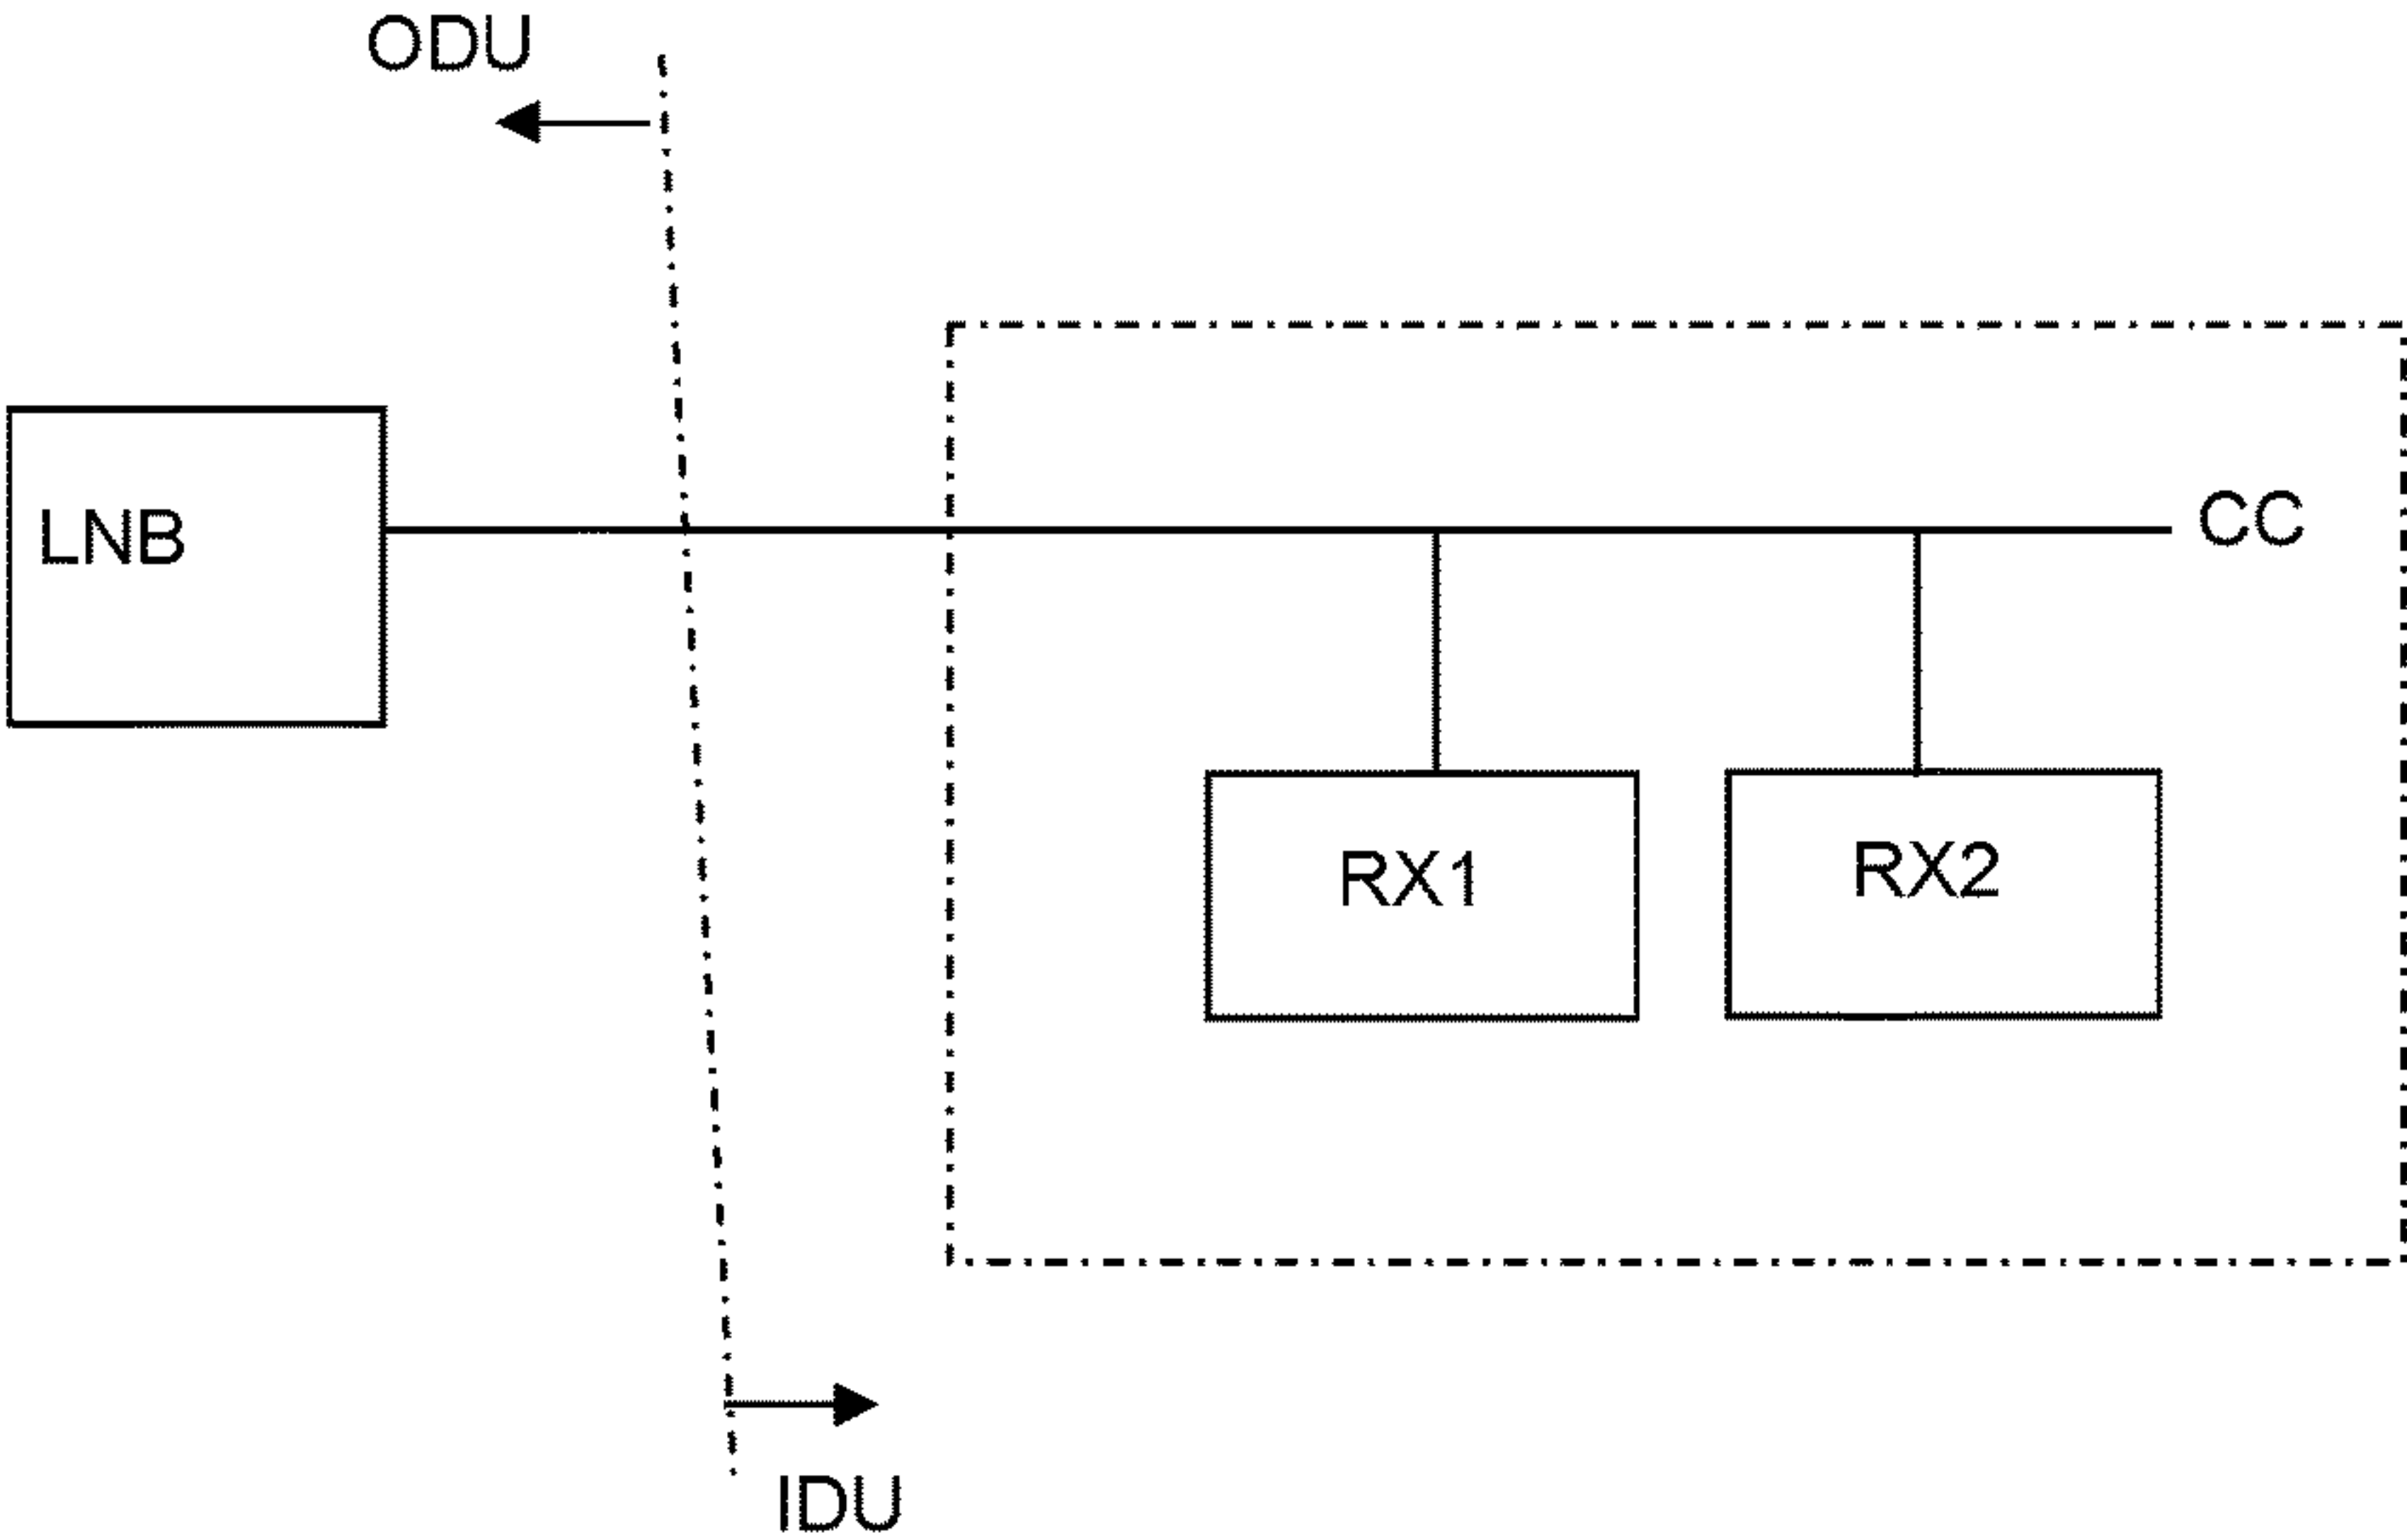 ODU
LNB
CC
RX1
RX2
IDU